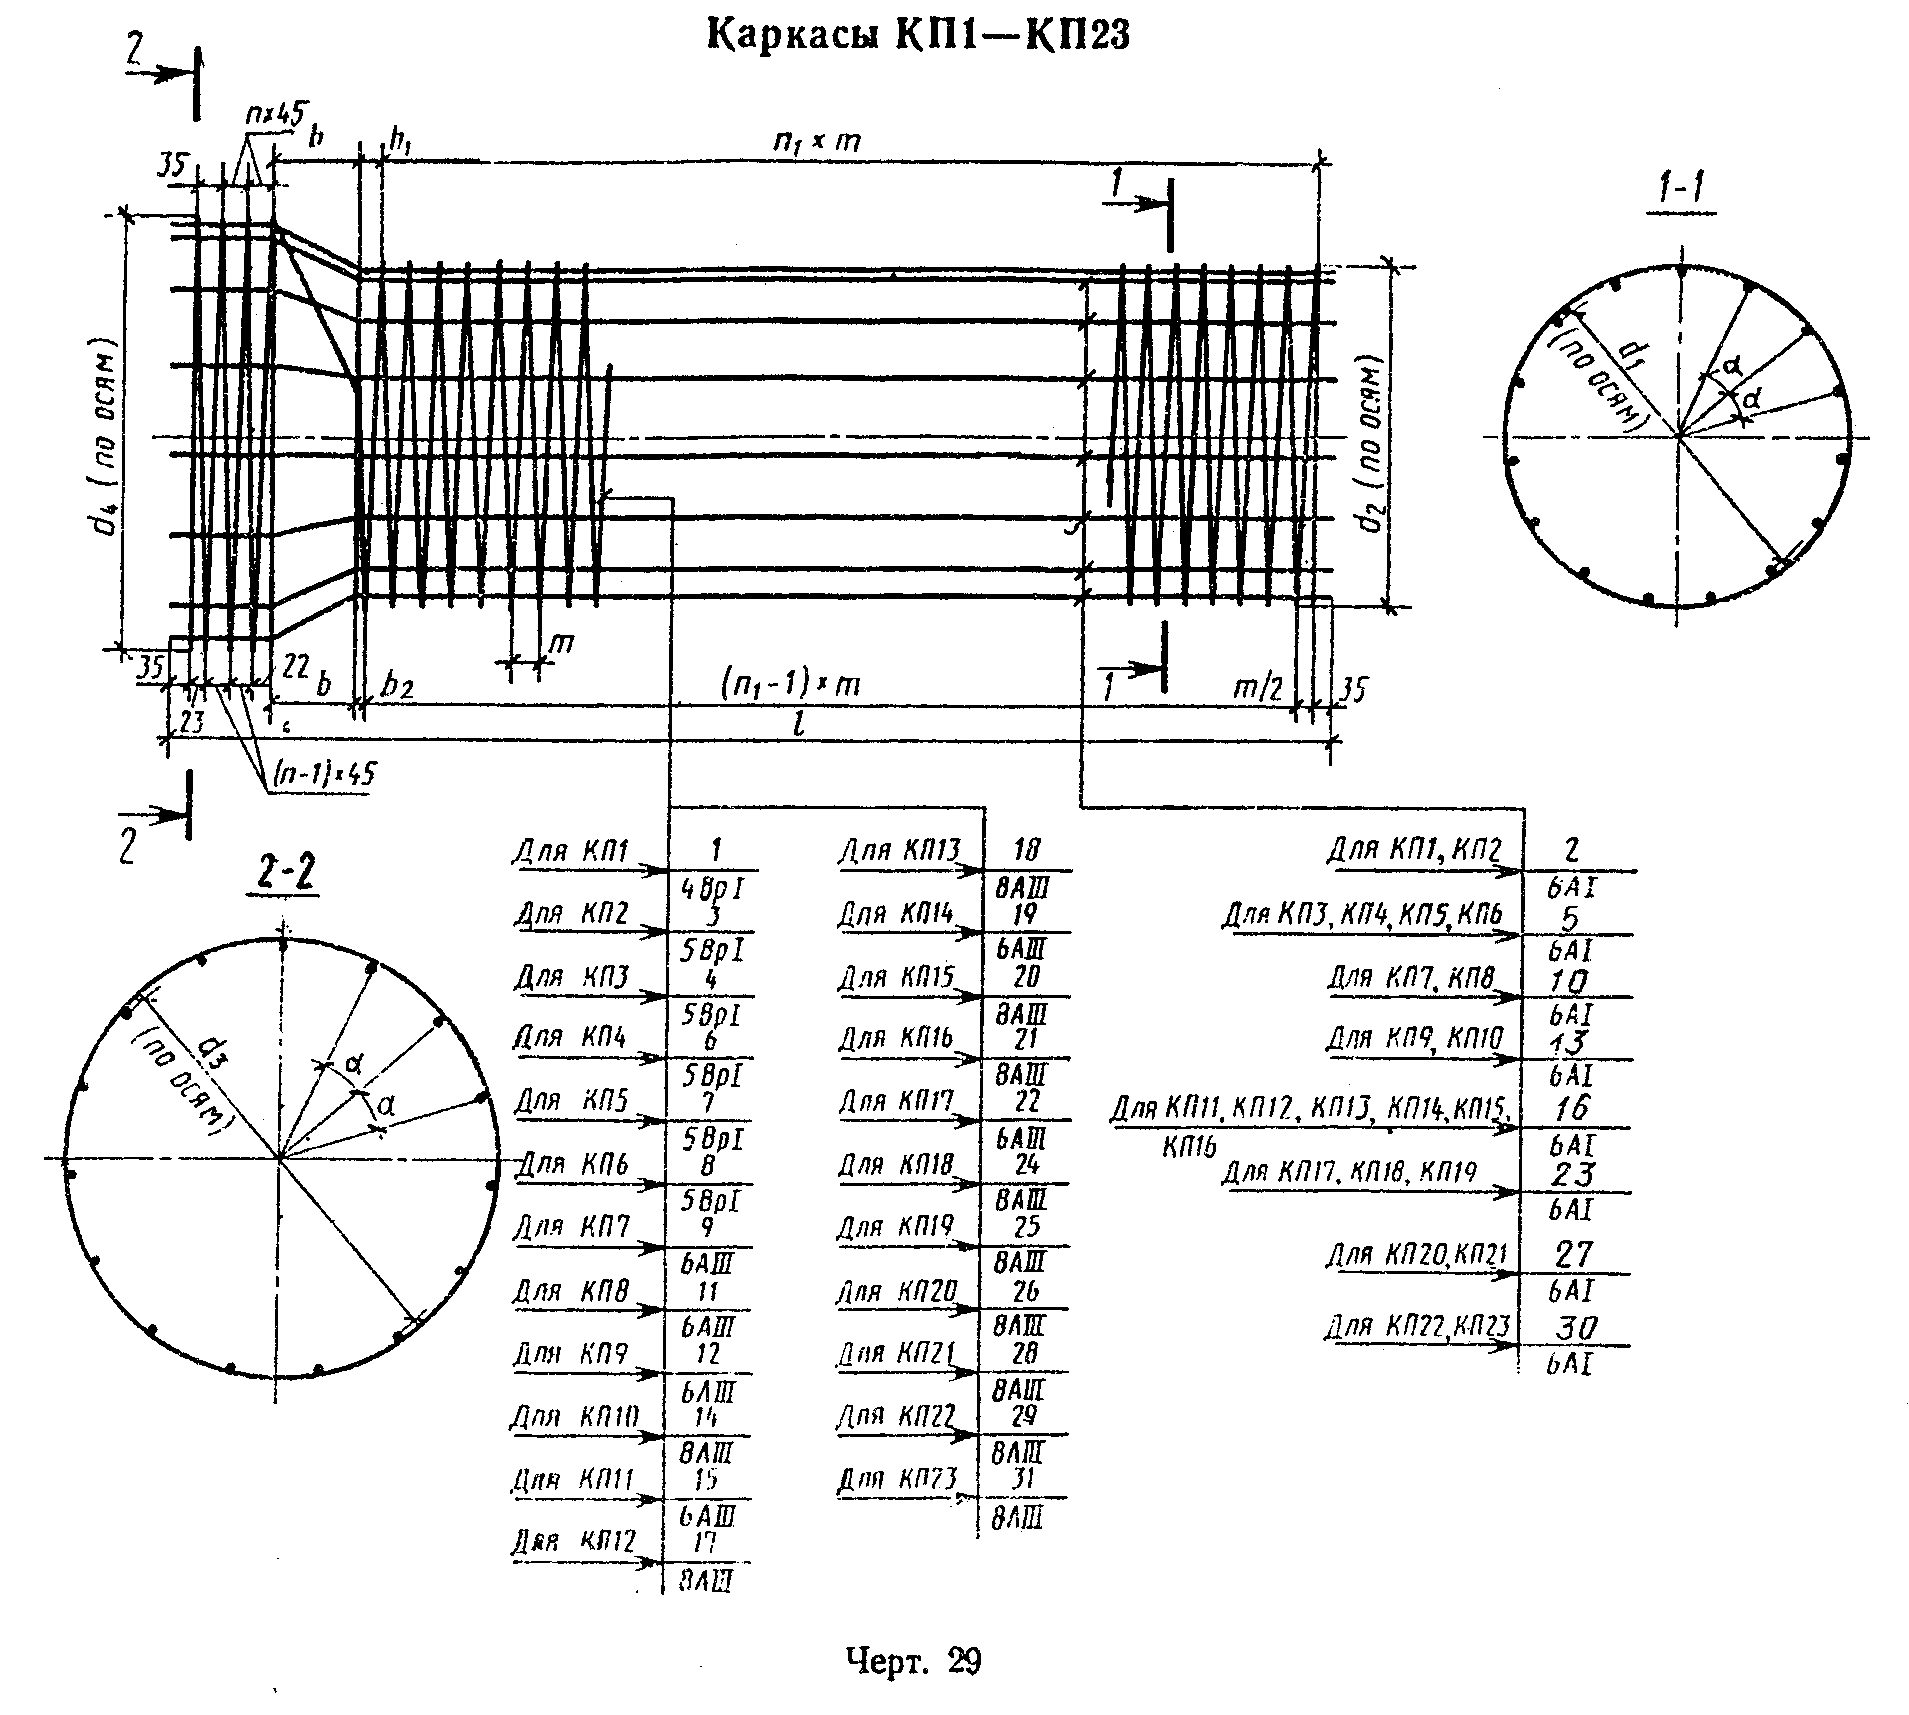 Каркасы КП1—КП23
2
n×45
35
b
h₁
n₁ × m
1
1-1
d₄ (по осям)
d₂ (по осям)
d₁
(по осям)
α
α
35
22
23
b
b₂
m
(n₁-1) × m
1
m/2
35
l
(n-1)×45
2
2-2
d₃
(по осям)
α
α
Для КП1 1
4ВрI
Для КП2 3
5ВрI
Для КП3 4
5ВрI
Для КП4 6
5ВрI
Для КП5 7
5ВрI
Для КП6 8
5ВрI
Для КП7 9
6АIII
Для КП8 11
6АIII
Для КП9 12
6АIII
Для КП10 14
8АIII
Для КП11 15
6АIII
Для КП12 17
8АIII
Для КП13 18
8АIII
Для КП14 19
6АIII
Для КП15 20
8АIII
Для КП16 21
8АIII
Для КП17 22
6АIII
Для КП18 24
8АIII
Для КП19 25
8АIII
Для КП20 26
8АIII
Для КП21 28
8АIII
Для КП22 29
8АIII
Для КП23 31
8АIII
Для КП1, КП2 2
6АI
Для КП3, КП4, КП5, КП6 5
6АI
Для КП7, КП8 10
6АI
Для КП9, КП10 13
6АI
Для КП11, КП12, КП13, КП14, КП15, 16
КП16 6АI
Для КП17, КП18, КП19 23
6АI
Для КП20, КП21 27
6АI
Для КП22, КП23 30
6АI
Черт. 29